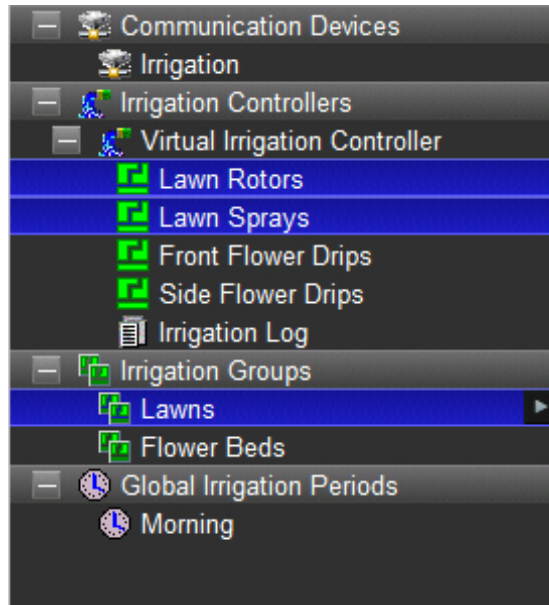 Communication Devices
Irrigation
Irrigation Controllers
Virtual Irrigation Controller
Lawn Rotors
Lawn Sprays
Front Flower Drips
Side Flower Drips
Irrigation Log
Irrigation Groups
Lawns
Flower Beds
Global Irrigation Periods
Morning